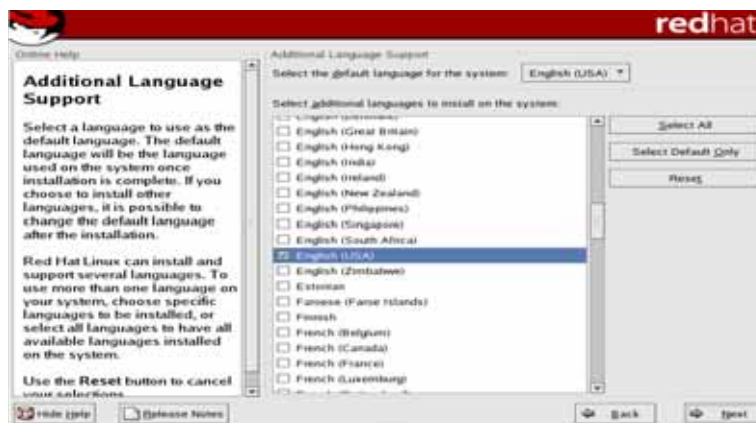 redhat
Online Help
Additional Language
Support
Select a language to use as the
default language. The default
language will be the language
used on the system once
installation is complete. If you
choose to install other
languages, it is possible to
change the default language
after the installation.
Red Hat Linux can install and
support several languages. To
use more than one language on
your system, choose specific
languages to be installed, or
select all languages to have all
available languages installed
on the system.
Use the Reset button to cancel
your selections.
Hide Help
Release Notes
Additional Language Support
Select the default language for the system:
English (USA)
Select additional languages to install on the system:
English (Denmark)
English (Great Britain)
English (Hong Kong)
English (India)
English (Ireland)
English (New Zealand)
English (Philippines)
English (Singapore)
English (South Africa)
English (USA)
English (Zimbabwe)
Estonian
Faroese (Faroe Islands)
Finnish
French (Belgium)
French (Canada)
French (France)
French (Luxemburg)
Select All
Select Default Only
Reset
Back
Next